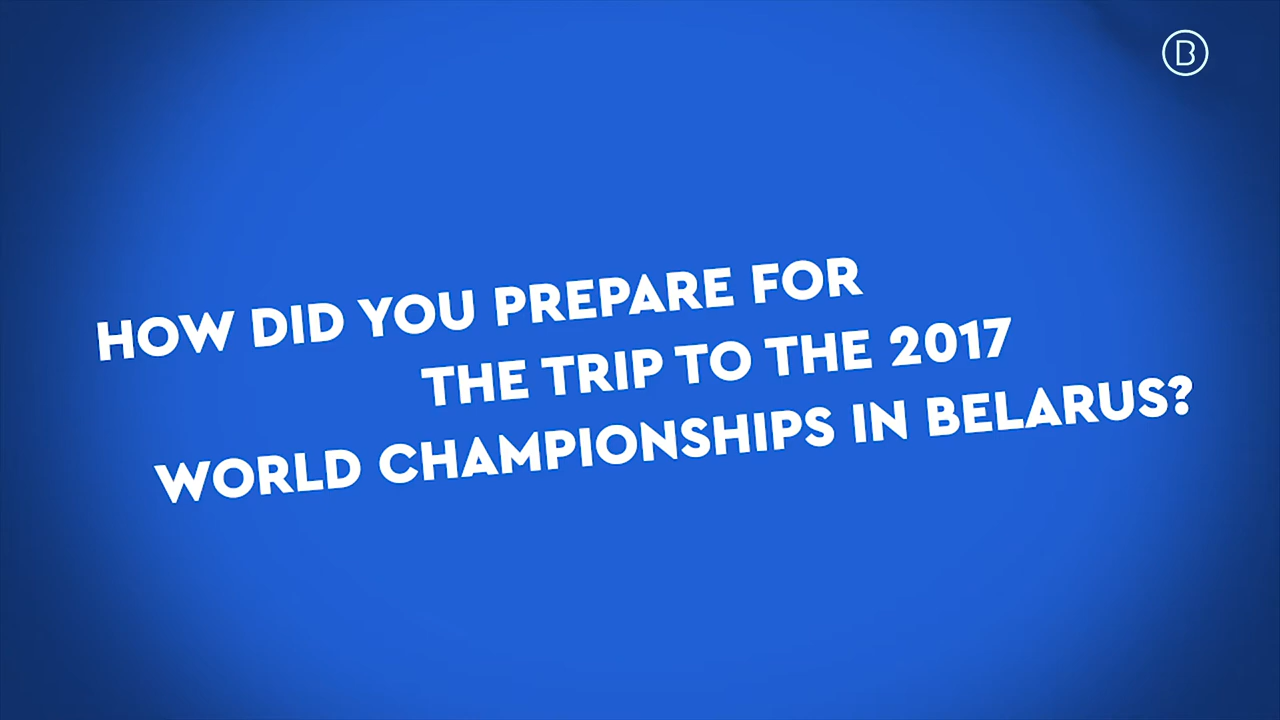 B
HOW DID YOU PREPARE FOR
THE TRIP TO THE 2017
WORLD CHAMPIONSHIPS IN BELARUS?